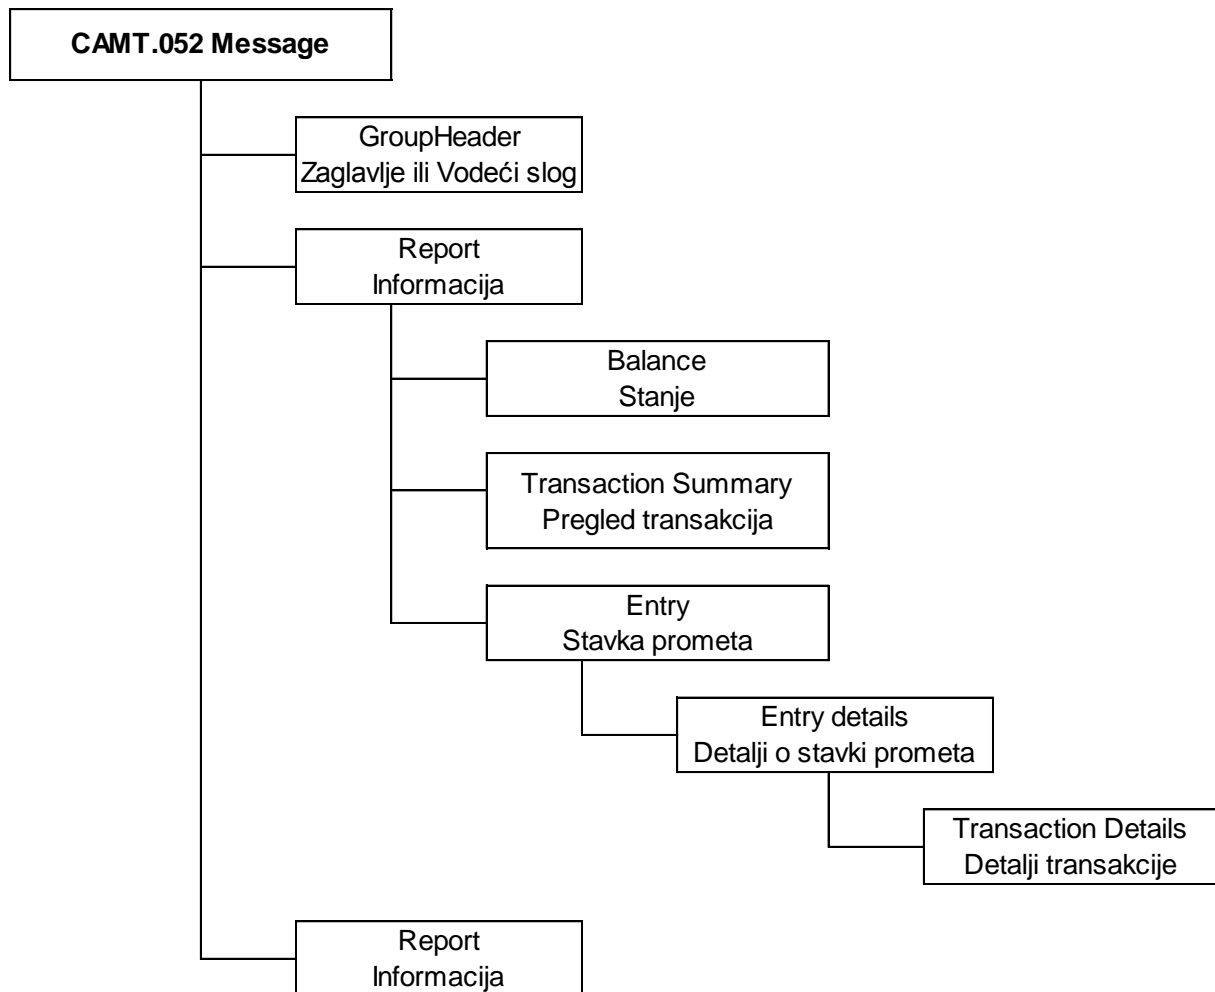 CAMT.052 Message
GroupHeader
Zaglavlje ili Vodeći slog
Report
Informacija
Balance
Stanje
Transaction Summary
Pregled transakcija
Entry
Stavka prometa
Entry details
Detalji o stavki prometa
Transaction Details
Detalji transakcije
Report
Informacija